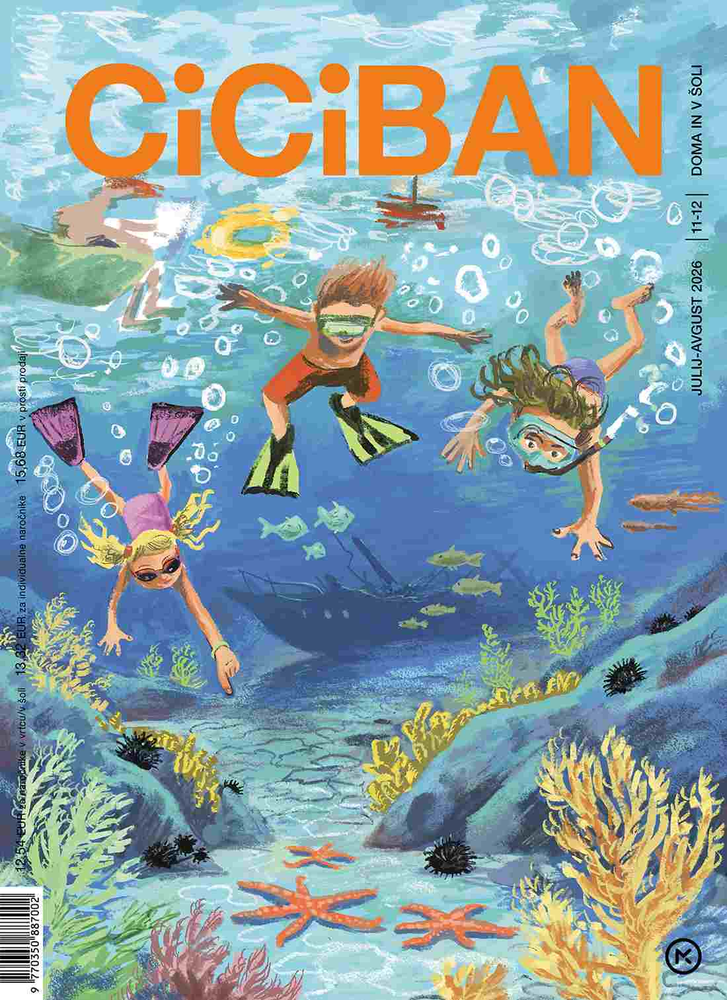 CiCiBAN
JULIJ-AVGUST 2026 | 11-12 | DOMA IN V ŠOLI
12,54 EUR za naročnike v vrtcu/v šoli 13,32 EUR za individualne naročnike 15,68 EUR v prosti prodaji
9 770350 887002